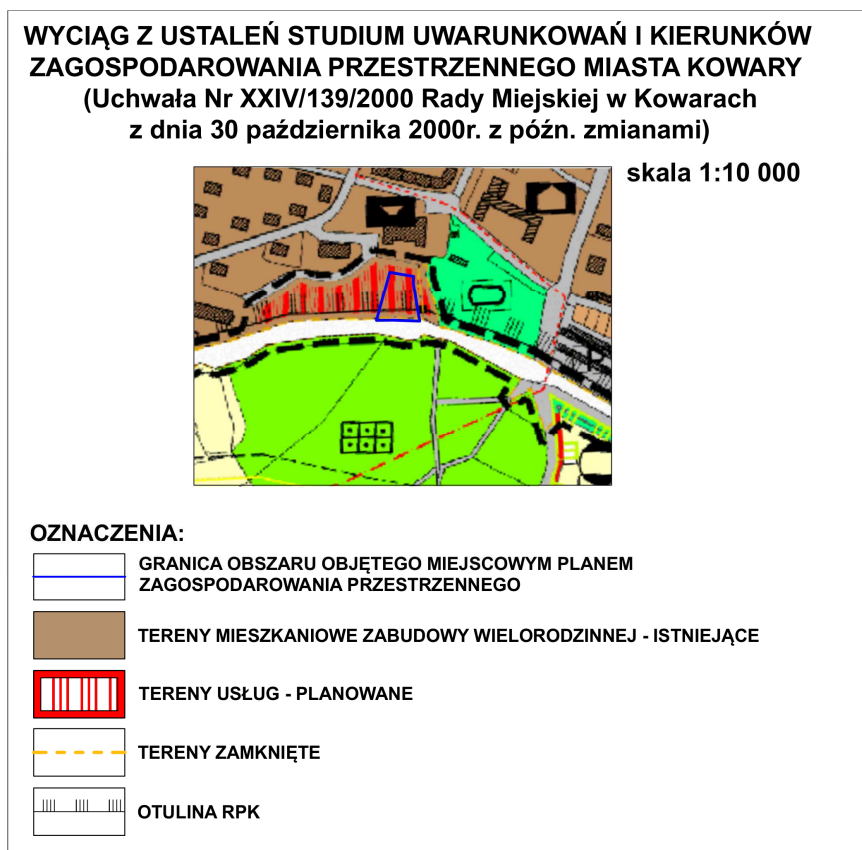 WYCIĄG Z USTALEŃ STUDIUM UWARUNKOWAŃ I KIERUNKÓW
ZAGOSPODAROWANIA PRZESTRZENNEGO MIASTA KOWARY
(Uchwała Nr XXIV/139/2000 Rady Miejskiej w Kowarach
z dnia 30 października 2000r. z późn. zmianami)
skala 1:10 000
OZNACZENIA:
GRANICA OBSZARU OBJĘTEGO MIEJSCOWYM PLANEM
ZAGOSPODAROWANIA PRZESTRZENNEGO
TERENY MIESZKANIOWE ZABUDOWY WIELORODZINNEJ - ISTNIEJĄCE
TERENY USŁUG - PLANOWANE
TERENY ZAMKNIĘTE
OTULINA RPK